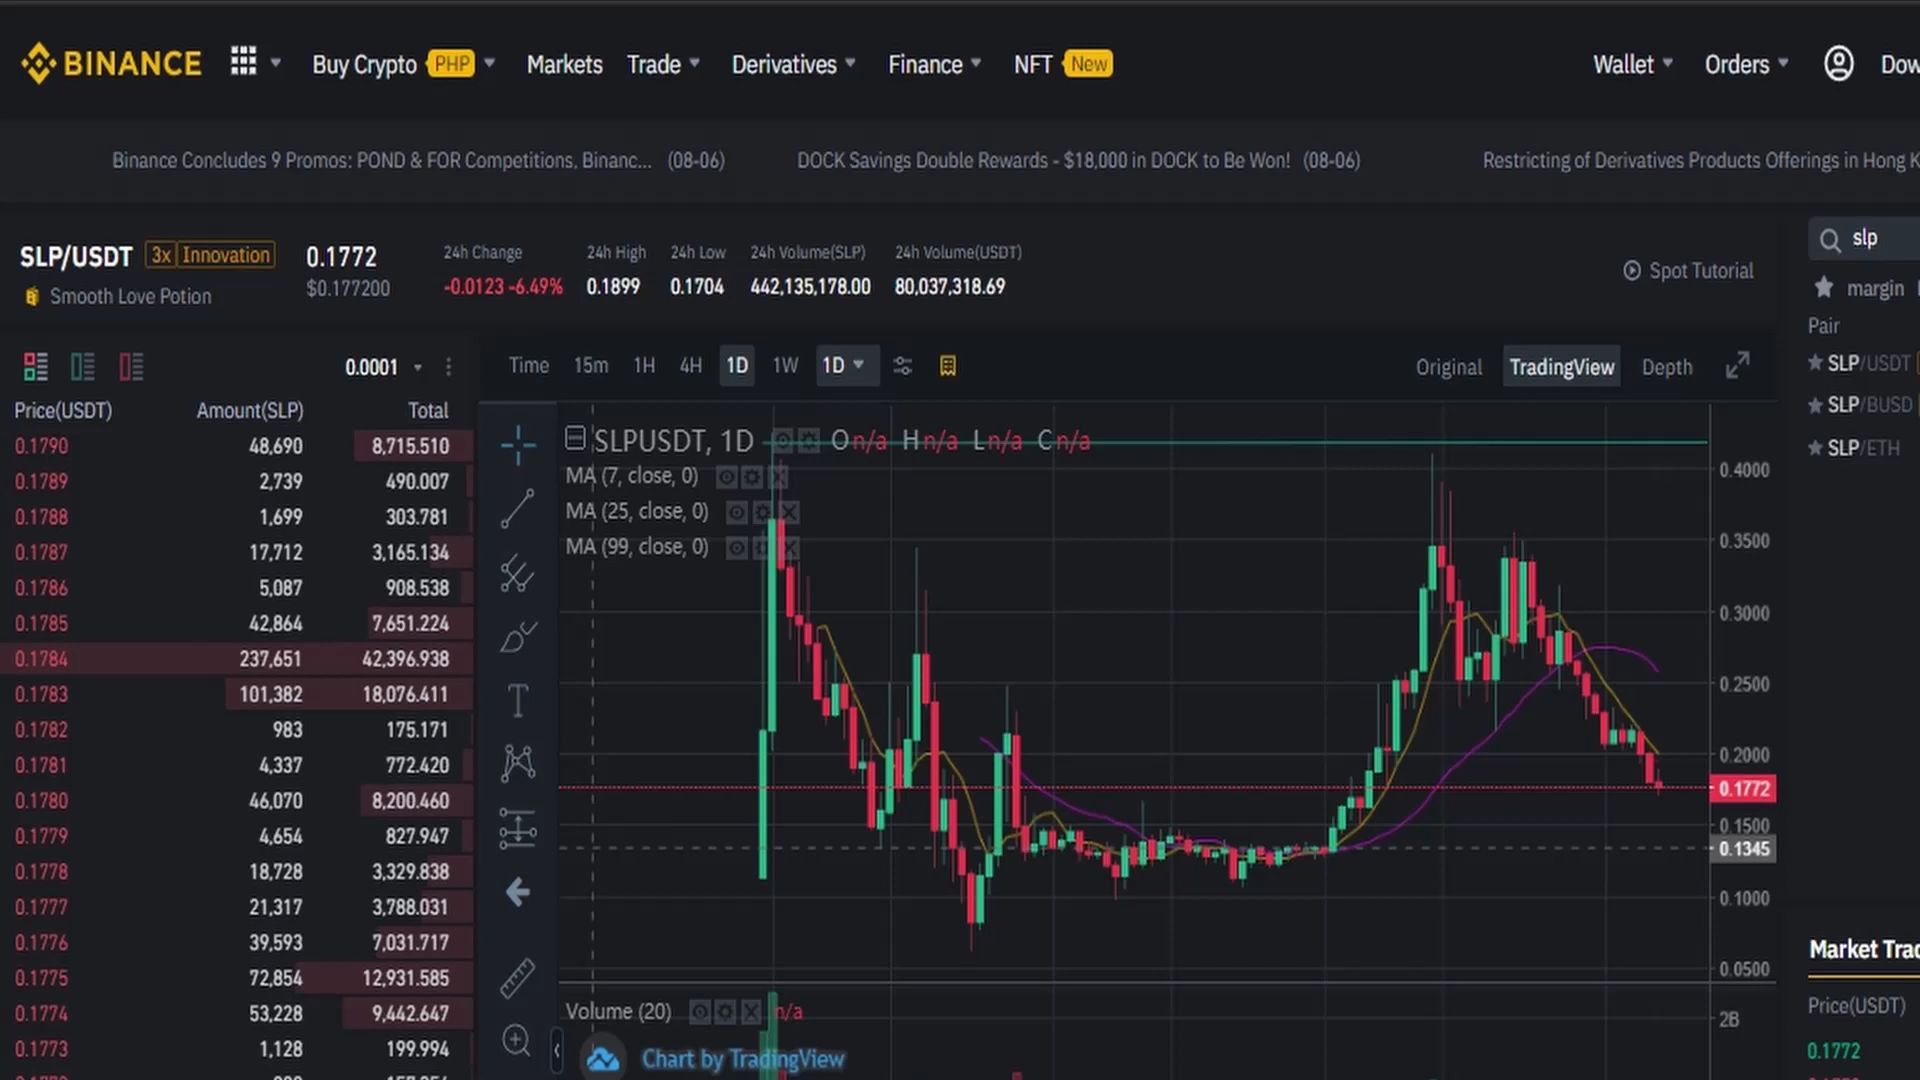 BINANCE Buy Crypto PHP Markets Trade Derivatives Finance NFT New Wallet Orders Dow
Binance Concludes 9 Promos: POND & FOR Competitions, Binanc... (08-06) DOCK Savings Double Rewards - $18,000 in DOCK to Be Won! (08-06) Restricting of Derivatives Products Offerings in Hong K
SLP/USDT 3x Innovation
Smooth Love Potion
0.1772
$0.177200
24h Change
-0.0123 -6.49%
24h High
0.1899
24h Low
0.1704
24h Volume(SLP)
442,135,178.00
24h Volume(USDT)
80,037,318.69
Spot Tutorial
slp
margin
Pair
SLP/USDT
SLP/BUSD
SLP/ETH
0.0001
Price(USDT) Amount(SLP) Total
0.1790 48,690 8,715.510
0.1789 2,739 490.007
0.1788 1,699 303.781
0.1787 17,712 3,165.134
0.1786 5,087 908.538
0.1785 42,864 7,651.224
0.1784 237,651 42,396.938
0.1783 101,382 18,076.411
0.1782 983 175.171
0.1781 4,337 772.420
0.1780 46,070 8,200.460
0.1779 4,654 827.947
0.1778 18,728 3,329.838
0.1777 21,317 3,788.031
0.1776 39,593 7,031.717
0.1775 72,854 12,931.585
0.1774 53,228 9,442.647
0.1773 1,128 199.994
Time 15m 1H 4H 1D 1W 1D Original TradingView Depth
SLPUSDT, 1D O n/a H n/a L n/a C n/a
MA (7, close, 0)
MA (25, close, 0)
MA (99, close, 0)
0.4000
0.3500
0.3000
0.2500
0.2000
0.1772
0.1500
0.1345
0.1000
0.0500
Volume (20) n/a
2B
Chart by TradingView
Market Trad
Price(USDT)
0.1772